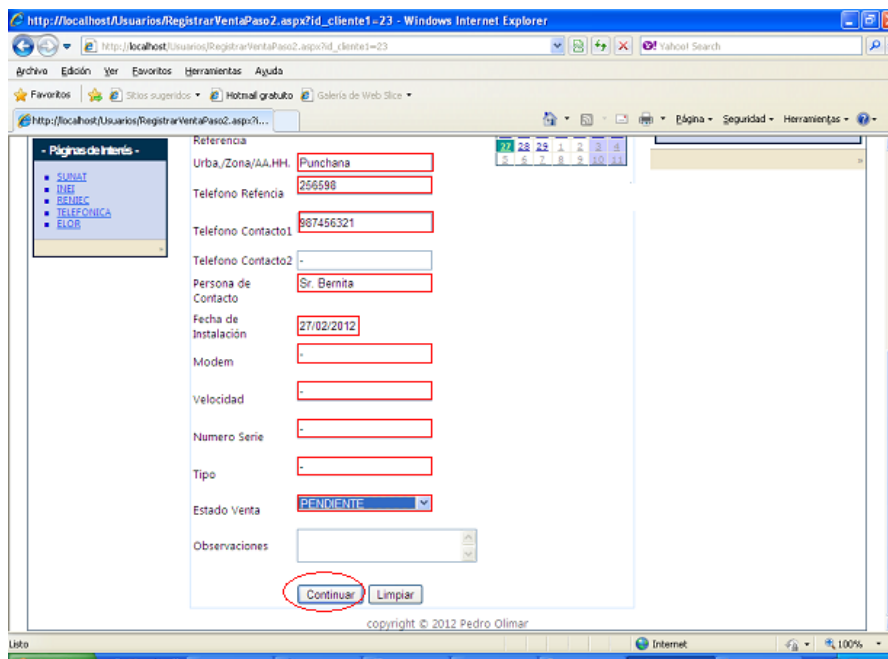 http://localhost/Usuarios/RegistrarVentaPaso2.aspx?id_cliente1=23 - Windows Internet Explorer
http://localhost/Usuarios/RegistrarVentaPaso2.aspx?id_cliente1=23
Yahoo! Search
Archivo Edición Ver Favoritos Herramientas Ayuda
Favoritos Sitios sugeridos Hotmail gratuito Galería de Web Slice
http://localhost/Usuarios/RegistrarVentaPaso2.aspx?i...
Página Seguridad Herramientas
- Páginas de Interés -
SUNAT
INEI
RENIEC
TELEFONICA
ELOR
»
Referencia
Urba./Zona/AA.HH. Punchana
Telefono Refencia 256598
Telefono Contacto1 987456321
Telefono Contacto2 -
Persona de Contacto Sr. Bernita
Fecha de Instalación 27/02/2012
Modem -
Velocidad -
Numero Serie -
Tipo -
Estado Venta PENDIENTE
Observaciones
Continuar Limpiar
27 28 29 1 2 3 4
5 6 7 8 9 10 11
»
copyright © 2012 Pedro Olimar
Listo Internet 100%